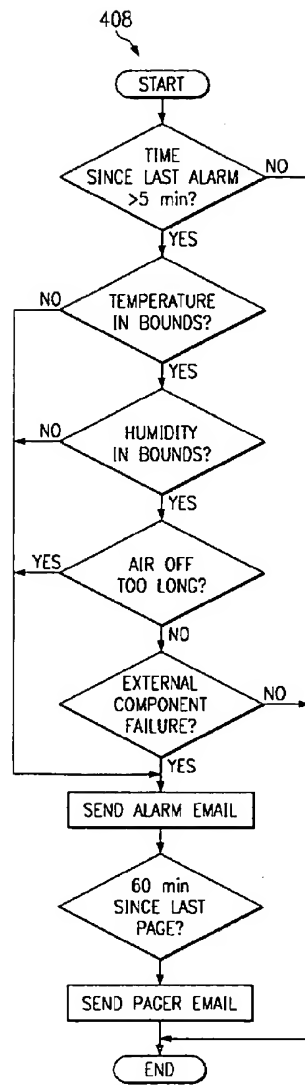 408
START
TIME
SINCE LAST ALARM
>5 min?
NO
YES
NO
TEMPERATURE
IN BOUNDS?
YES
NO
HUMIDITY
IN BOUNDS?
YES
YES
AIR OFF
TOO LONG?
NO
EXTERNAL
COMPONENT
FAILURE?
NO
YES
SEND ALARM EMAIL
60 min
SINCE LAST
PAGE?
SEND PAGER EMAIL
END